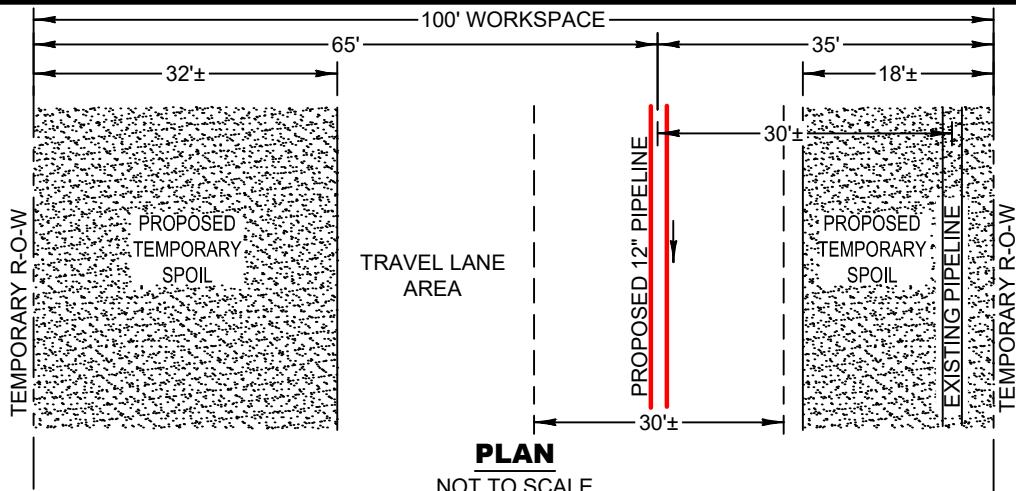 100' WORKSPACE
65'
35'
32'±
18'±
30'±
TEMPORARY R-O-W
PROPOSED
TEMPORARY
SPOIL
TRAVEL LANE
AREA
PROPOSED 12" PIPELINE
PROPOSED
TEMPORARY
SPOIL
EXISTING PIPELINE
TEMPORARY R-O-W
30'±
PLAN
NOT TO SCALE